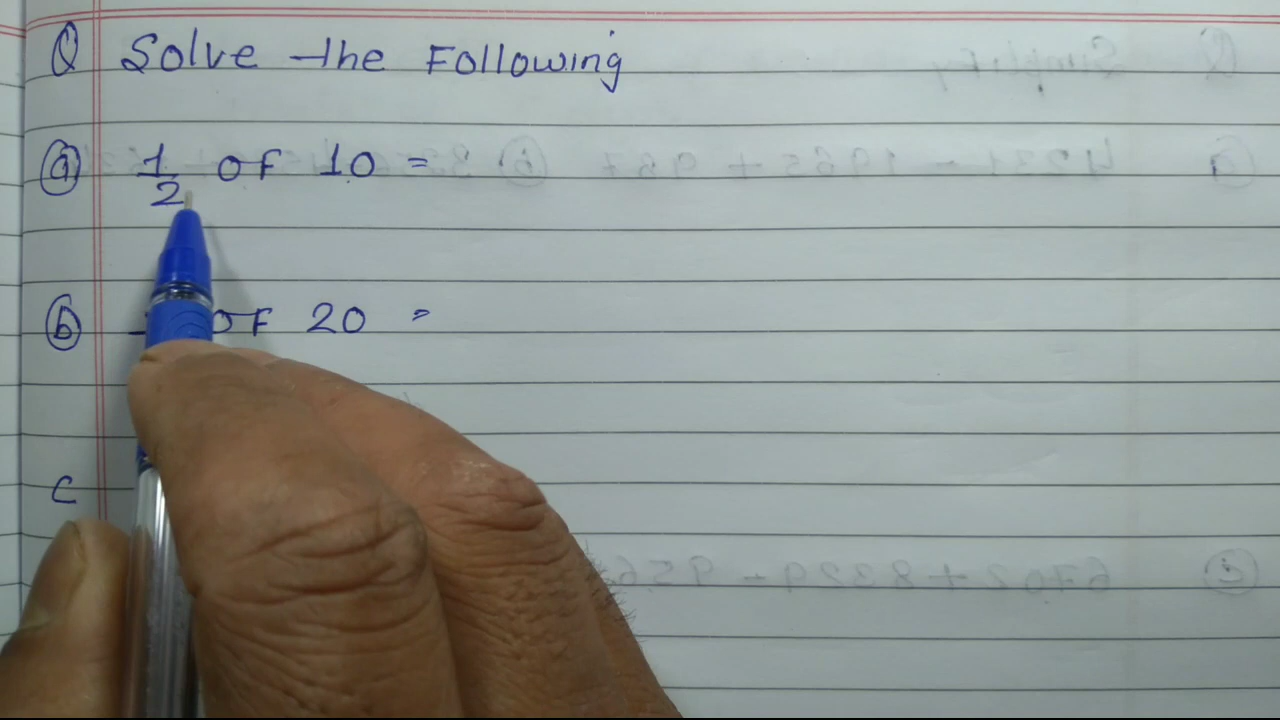 Q Solve the Following
(a) 1/2 of 10 =
(b) of 20 =
C